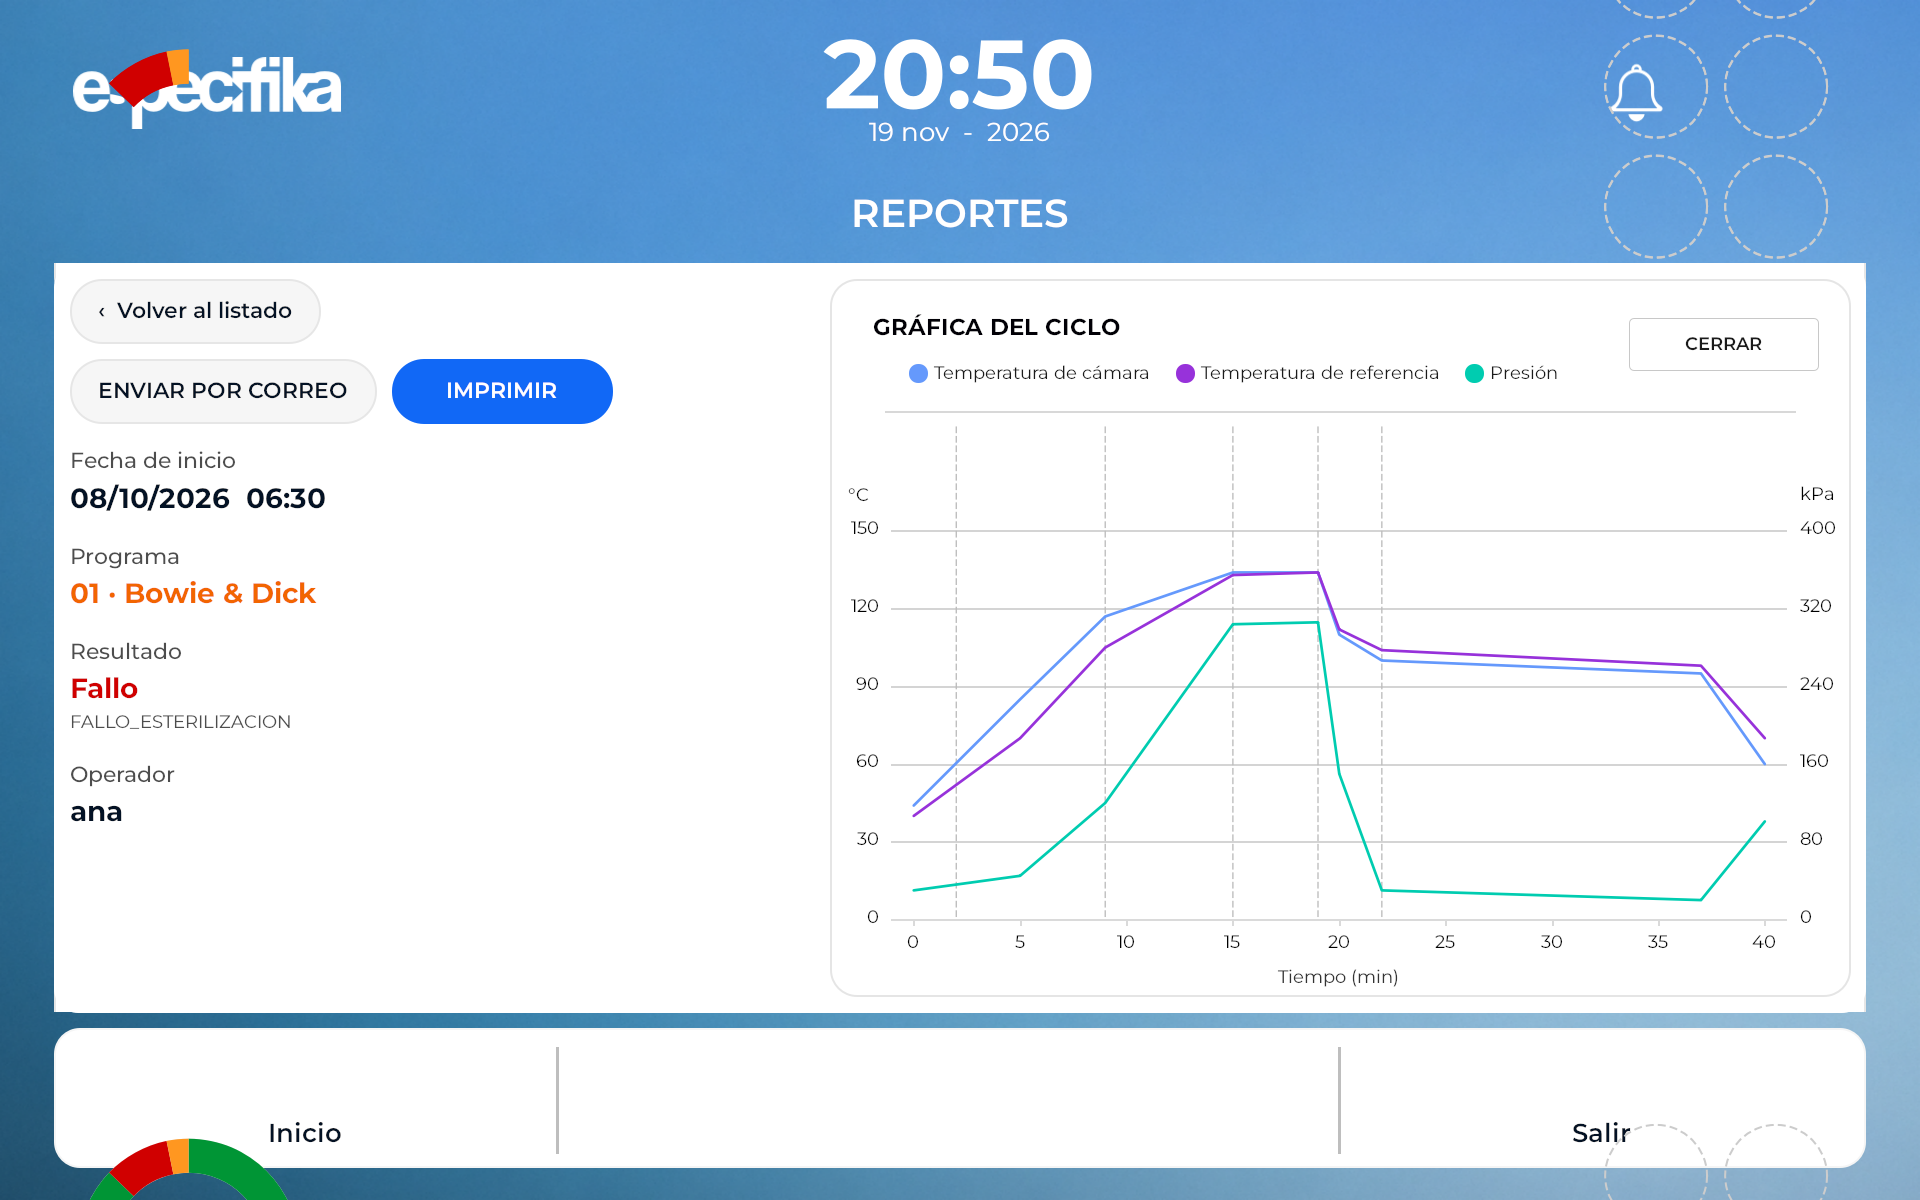 especifika
20:50
19 nov - 2026
REPORTES
‹ Volver al listado
ENVIAR POR CORREO
IMPRIMIR
Fecha de inicio
08/10/2026 06:30
Programa
01 · Bowie & Dick
Resultado
Fallo
FALLO_ESTERILIZACION
Operador
ana
GRÁFICA DEL CICLO
CERRAR
Temperatura de cámara
Temperatura de referencia
Presión
°C
kPa
150
400
120
320
90
240
60
160
30
80
0
0
0 5 10 15 20 25 30 35 40
Tiempo (min)
Inicio
Salir